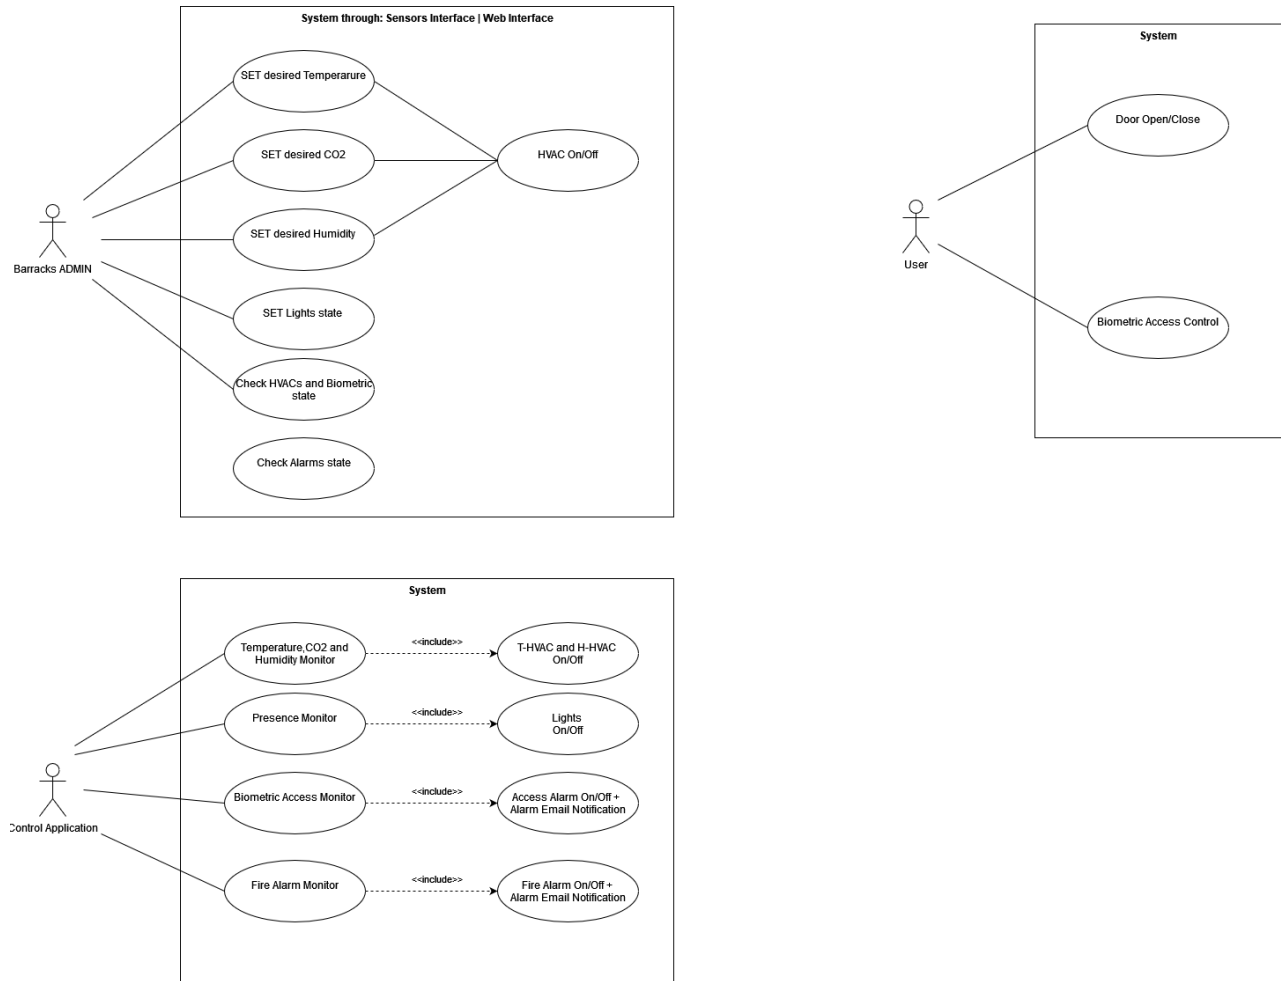 System through: Sensors Interface | Web Interface
SET desired Temperarure
SET desired CO2
HVAC On/Off
SET desired Humidity
Barracks ADMIN
SET Lights state
Check HVACs and Biometric
state
Check Alarms state
System
Door Open/Close
User
Biometric Access Control
System
Temperature,CO2 and
Humidity Monitor
<<include>>
T-HVAC and H-HVAC
On/Off
Presence Monitor
<<include>>
Lights
On/Off
Control Application
Biometric Access Monitor
<<include>>
Access Alarm On/Off +
Alarm Email Notification
Fire Alarm Monitor
<<include>>
Fire Alarm On/Off +
Alarm Email Notification